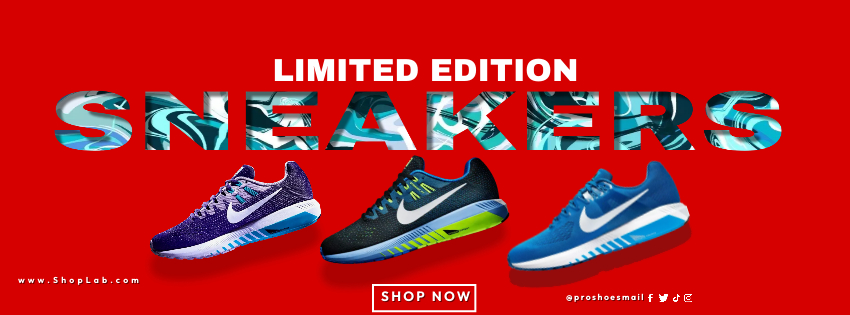 LIMITED EDITION
SNEAKERS
www.ShopLab.com
SHOP NOW
@proshoesmail